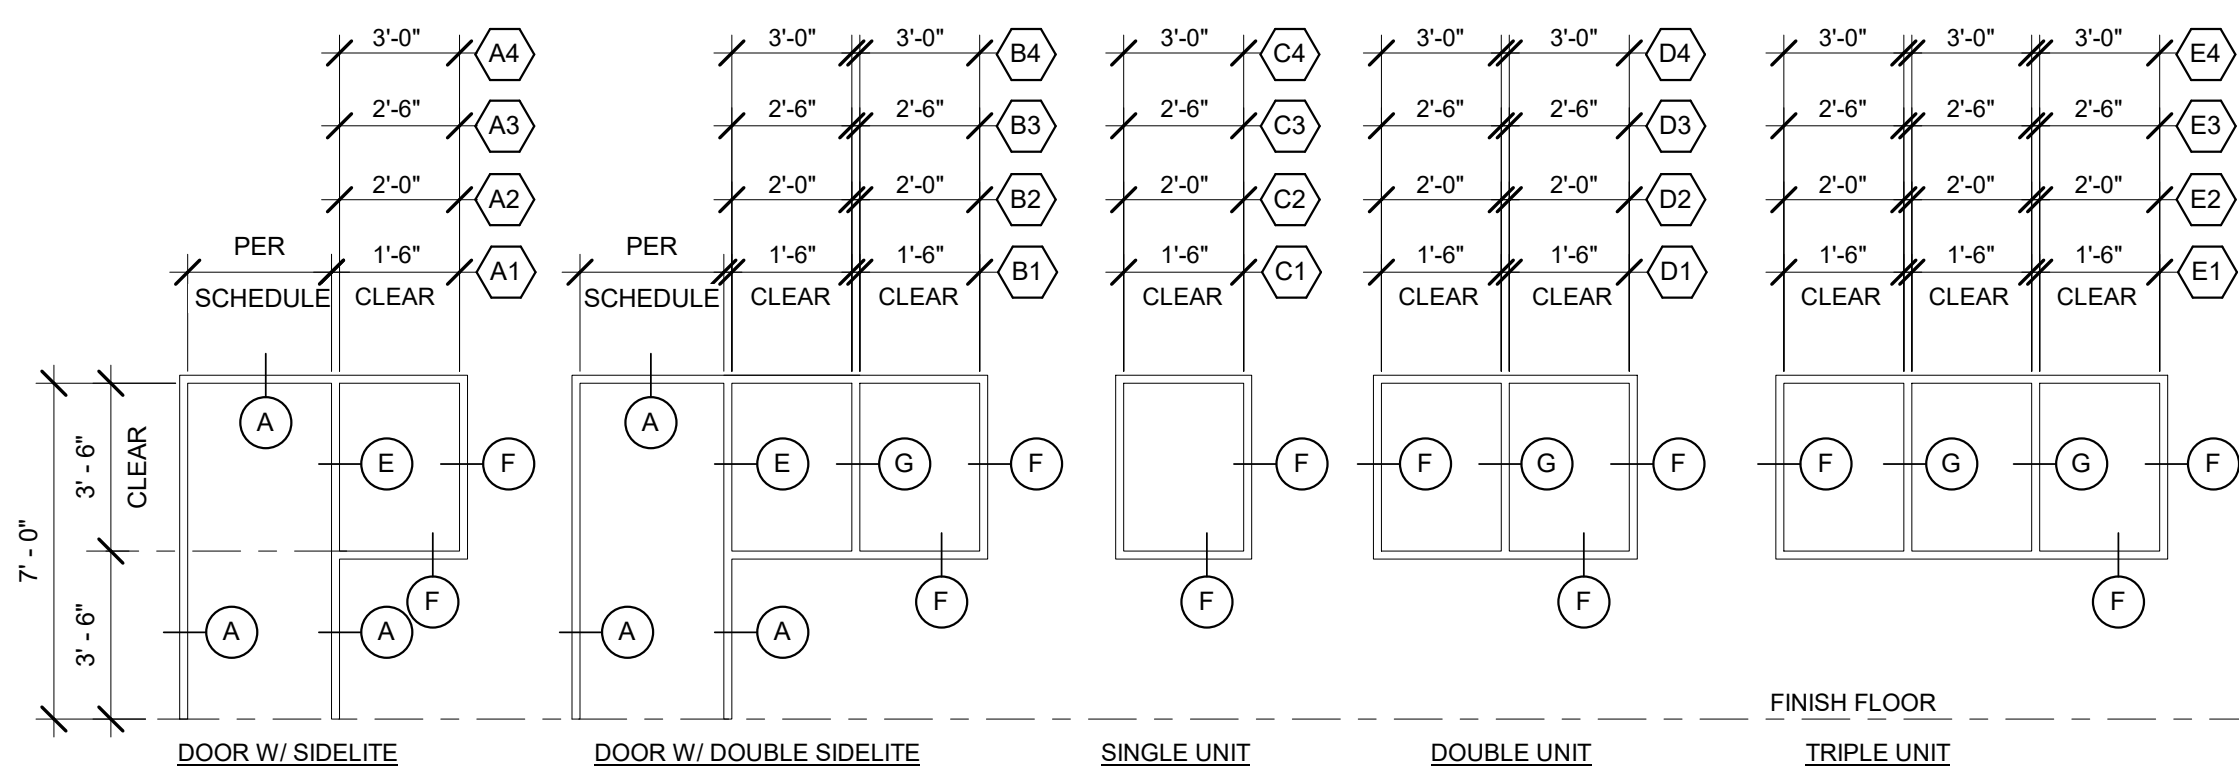 3'-0" A4 3'-0" 3'-0" B4 3'-0" C4 3'-0" 3'-0" D4 3'-0" 3'-0" 3'-0" E4
2'-6" A3 2'-6" 2'-6" B3 2'-6" C3 2'-6" 2'-6" D3 2'-6" 2'-6" 2'-6" E3
2'-0" A2 2'-0" 2'-0" B2 2'-0" C2 2'-0" 2'-0" D2 2'-0" 2'-0" 2'-0" E2
PER 1'-6" A1 PER 1'-6" 1'-6" B1 1'-6" C1 1'-6" 1'-6" D1 1'-6" 1'-6" 1'-6" E1
SCHEDULE CLEAR SCHEDULE CLEAR CLEAR CLEAR CLEAR CLEAR CLEAR CLEAR CLEAR
A A
3' - 6" CLEAR E F E G F F F G F F G G F
7' - 0"
F F F F F
3' - 6" A A A A
FINISH FLOOR
DOOR W/ SIDELITE DOOR W/ DOUBLE SIDELITE SINGLE UNIT DOUBLE UNIT TRIPLE UNIT